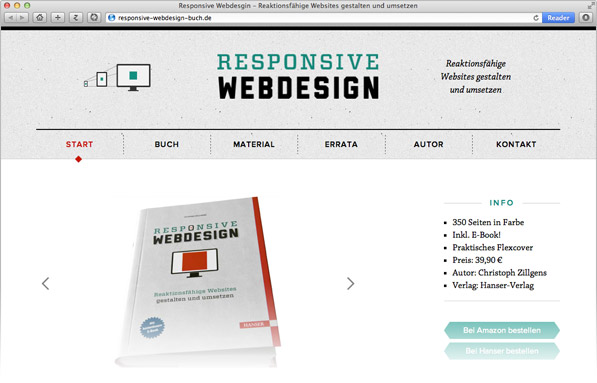 Responsive Webdesgin – Reaktionsfähige Websites gestalten und umsetzen
responsive-webdesign-buch.de
Reader
RESPONSIVE
WEBDESIGN
Reaktionsfähige
Websites gestalten
und umsetzen
START
BUCH
MATERIAL
ERRATA
AUTOR
KONTAKT
RESPONSIVE
WEBDESIGN
Reaktionsfähige Websites
gestalten und umsetzen
HANSER
INFO
350 Seiten in Farbe
Inkl. E-Book!
Praktisches Flexcover
Preis: 39,90 €
Autor: Christoph Zillgens
Verlag: Hanser-Verlag
Bei Amazon bestellen
Bei Hanser bestellen